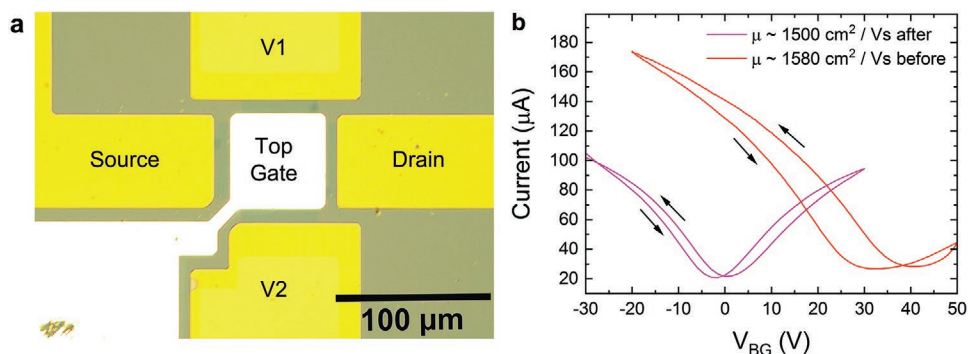 a
V1
Source
Top
Gate
Drain
V2
100 μm
b
μ ~ 1500 cm² / Vs after
μ ~ 1580 cm² / Vs before
Current (μA)
180
160
140
120
100
80
60
40
20
-30 -20 -10 0 10 20 30 40 50
V_BG (V)